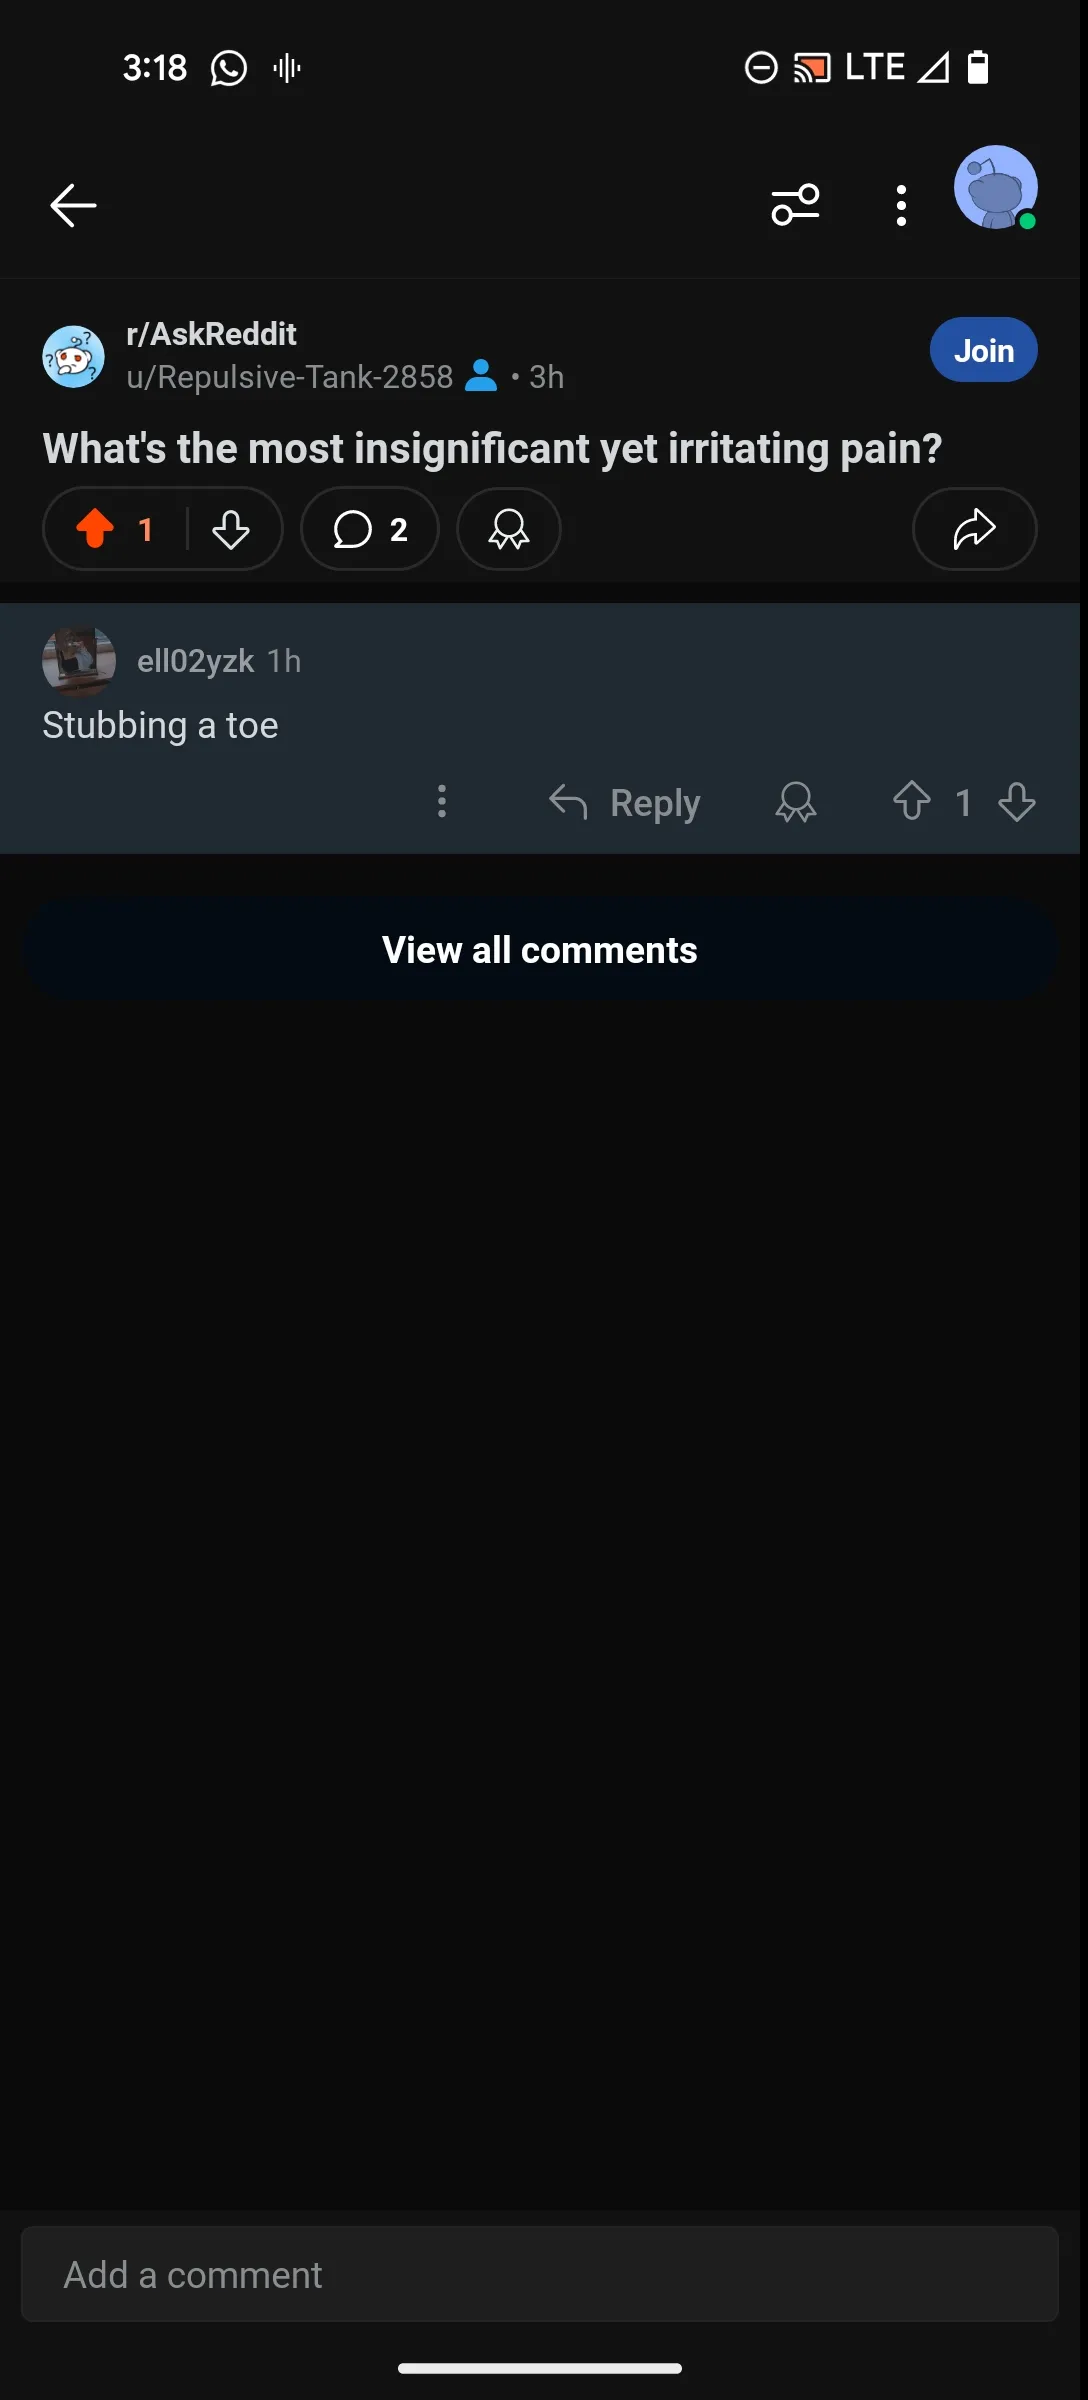 3:18
LTE
r/AskReddit
u/Repulsive-Tank-2858 • 3h
Join
What's the most insignificant yet irritating pain?
1
2
ell02yzk 1h
Stubbing a toe
Reply
1
View all comments
Add a comment